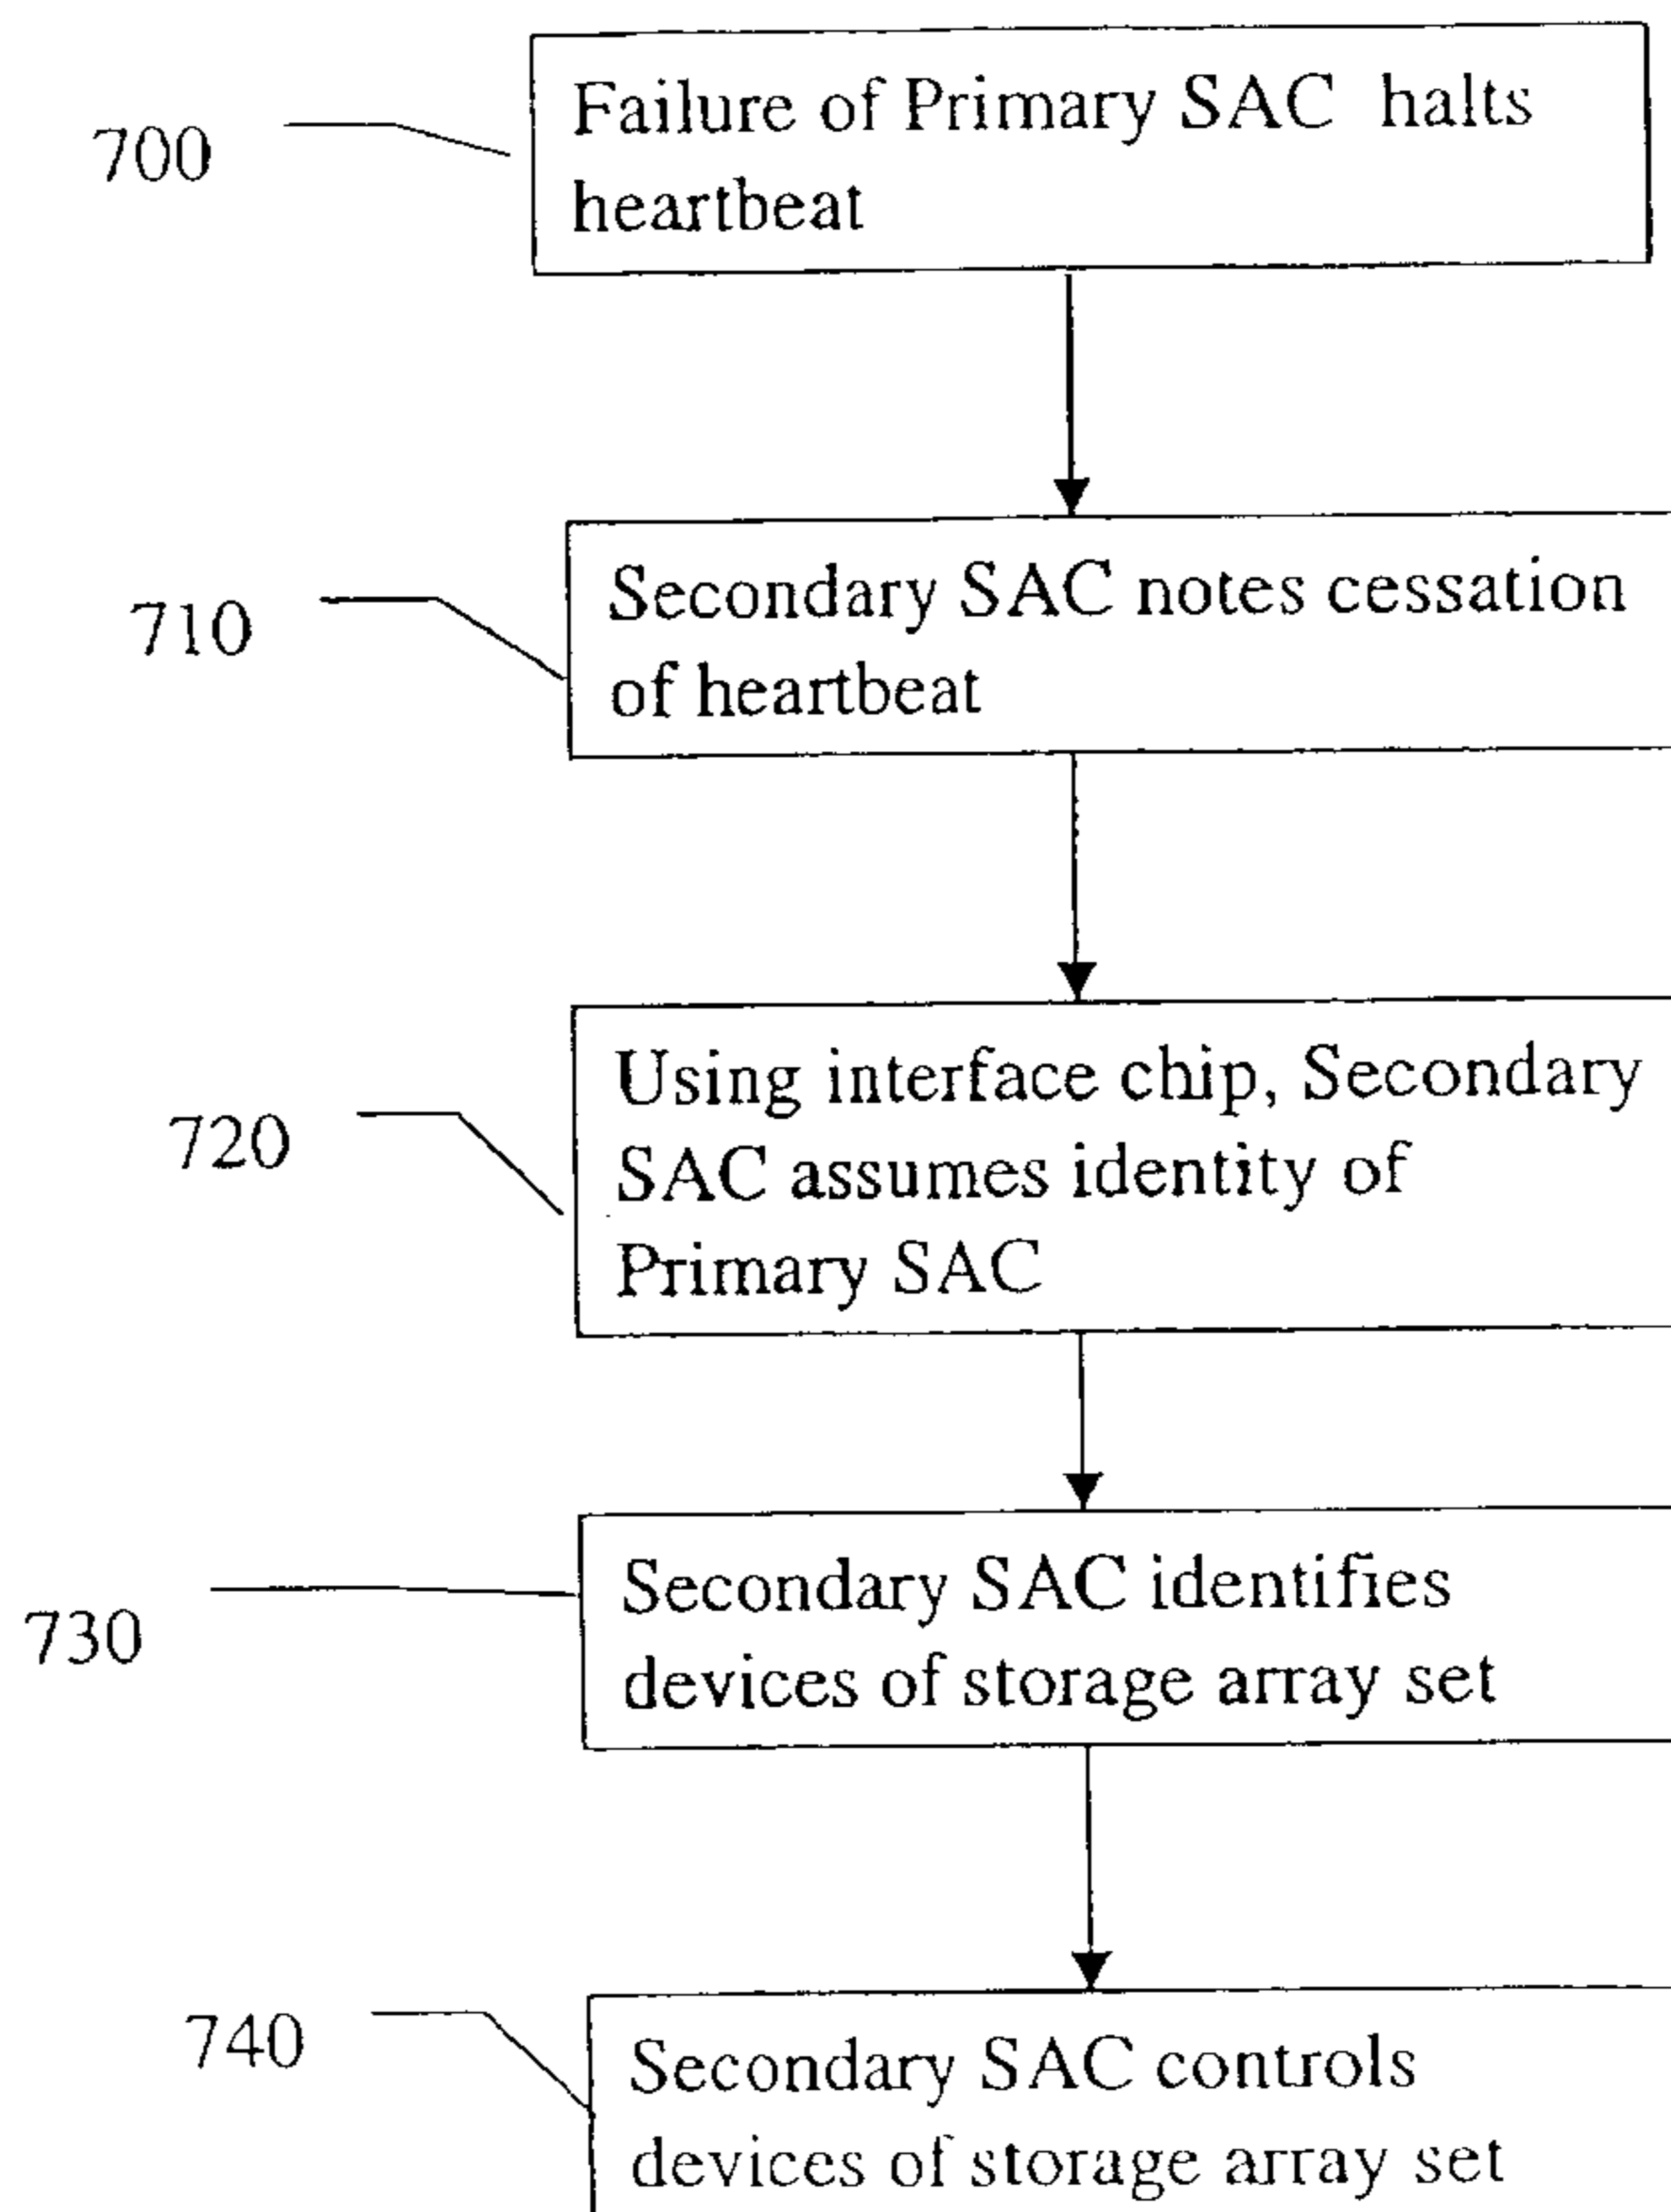 700
Failure of Primary SAC halts
heartbeat
710
Secondary SAC notes cessation
of heartbeat
720
Using interface chip, Secondary
SAC assumes identity of
Primary SAC
730
Secondary SAC identifies
devices of storage array set
740
Secondary SAC controls
devices of storage array set